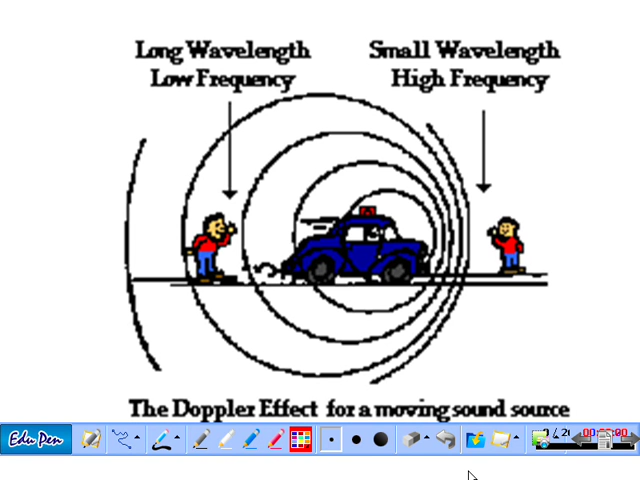 Long Wavelength
Low Frequency
Small Wavelength
High Frequency
The Doppler Effect for a moving sound source
Edu Pen